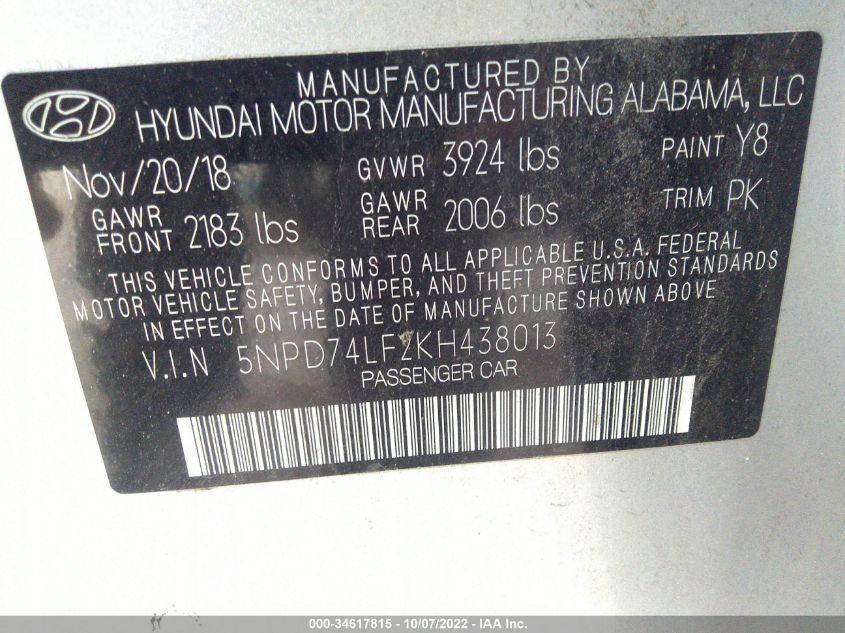 MANUFACTURED BY
HYUNDAI MOTOR MANUFACTURING ALABAMA, LLC
Nov/20/18 GVWR 3924 lbs PAINT Y8
GAWR FRONT 2183 lbs GAWR REAR 2006 lbs TRIM PK
THIS VEHICLE CONFORMS TO ALL APPLICABLE U.S.A. FEDERAL
MOTOR VEHICLE SAFETY, BUMPER, AND THEFT PREVENTION STANDARDS
IN EFFECT ON THE DATE OF MANUFACTURE SHOWN ABOVE
V.I.N 5NPD74LF2KH438013
PASSENGER CAR
000-34617815 - 10/07/2022 - IAA Inc.